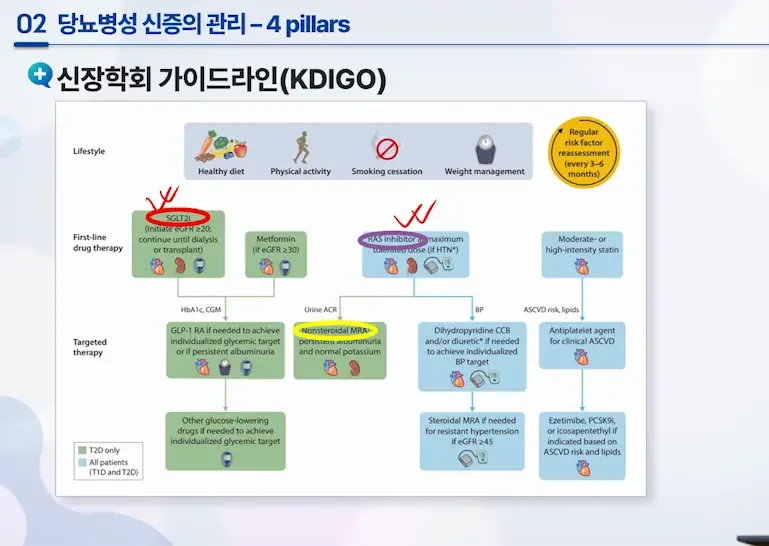 02 당뇨병성 신증의 관리 – 4 pillars
신장학회 가이드라인(KDIGO)
Lifestyle
Healthy diet
Physical activity
Smoking cessation
Weight management
Regular
risk factor
reassessment
(every 3–6
months)
First-line
drug therapy
SGLT2i
(Initiate eGFR ≥20;
continue until dialysis
or transplant)
Metformin
(if eGFR ≥30)
RAS inhibitor at maximum
tolerated dose (if HTN*)
Moderate- or
high-intensity statin
HbA1c, CGM
Urine ACR
BP
ASCVD risk, lipids
Targeted
therapy
GLP-1 RA if needed to achieve
individualized glycemic target
or if persistent albuminuria
Nonsteroidal MRA
persistent albuminuria
and normal potassium
Dihydropyridine CCB
and/or diuretic* if needed
to achieve individualized
BP target
Antiplatelet agent
for clinical ASCVD
Other glucose-lowering
drugs if needed to achieve
individualized glycemic target
Steroidal MRA if needed
for resistant hypertension
if eGFR ≥45
Ezetimibe, PCSK9i,
or icosapentethyl if
indicated based on
ASCVD risk and lipids
T2D only
All patients
(T1D and T2D)